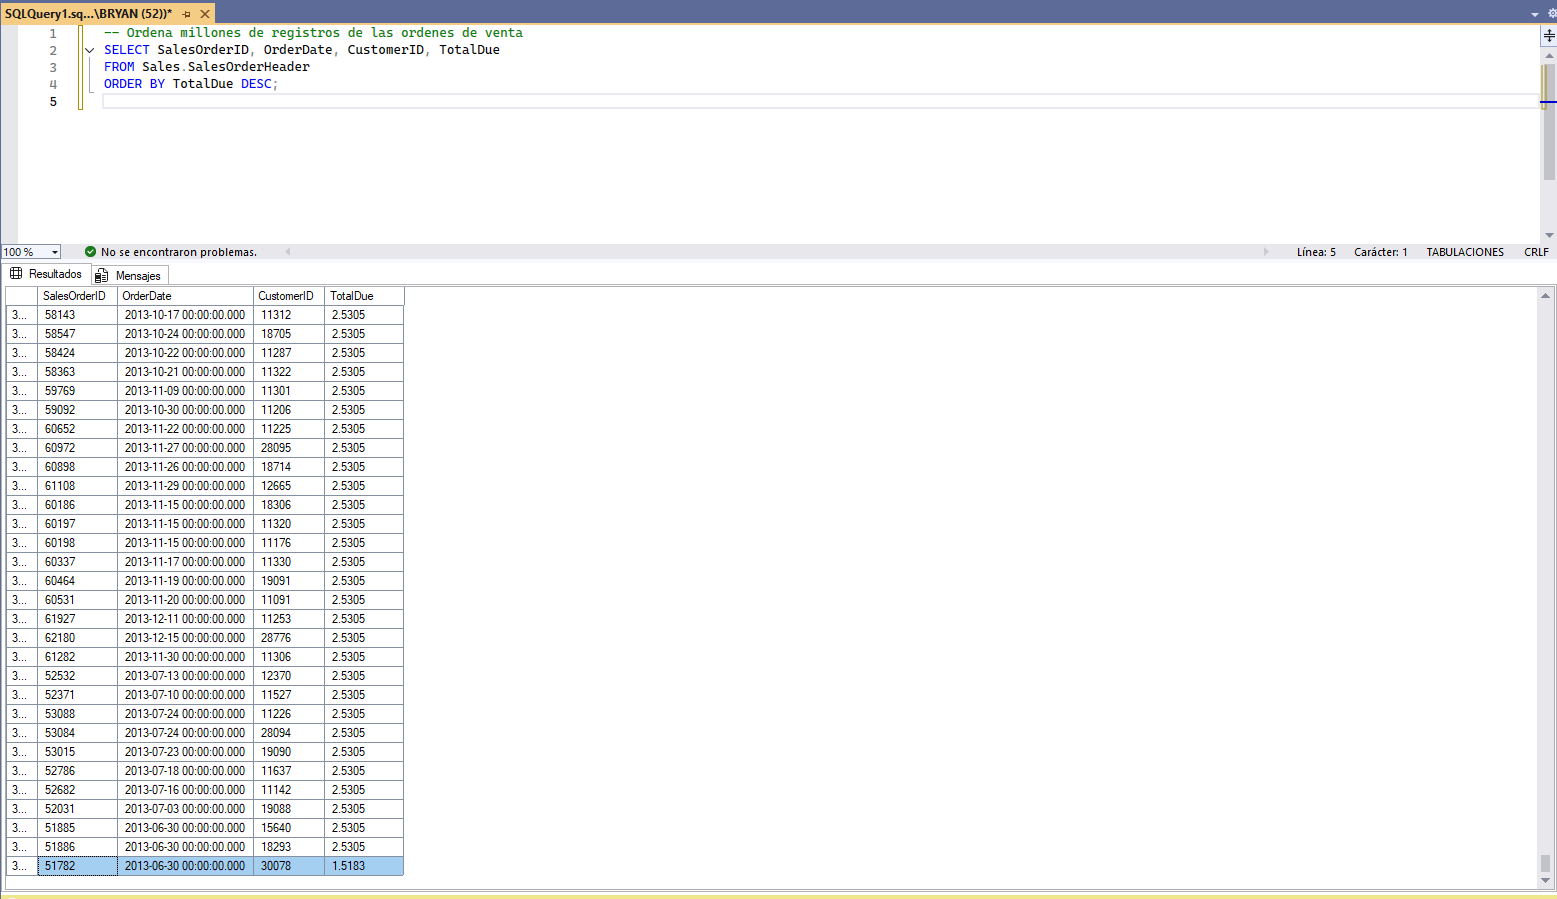 SQLQuery1.sq...\BRYAN (52))*
1 -- Ordena millones de registros de las ordenes de venta
2 SELECT SalesOrderID, OrderDate, CustomerID, TotalDue
3 FROM Sales.SalesOrderHeader
4 ORDER BY TotalDue DESC;
5
100 % No se encontraron problemas. Línea: 5 Carácter: 1 TABULACIONES CRLF
Resultados Mensajes
SalesOrderID OrderDate CustomerID TotalDue
3... 58143 2013-10-17 00:00:00.000 11312 2.5305
3... 58547 2013-10-24 00:00:00.000 18705 2.5305
3... 58424 2013-10-22 00:00:00.000 11287 2.5305
3... 58363 2013-10-21 00:00:00.000 11322 2.5305
3... 59769 2013-11-09 00:00:00.000 11301 2.5305
3... 59092 2013-10-30 00:00:00.000 11206 2.5305
3... 60652 2013-11-22 00:00:00.000 11225 2.5305
3... 60972 2013-11-27 00:00:00.000 28095 2.5305
3... 60898 2013-11-26 00:00:00.000 18714 2.5305
3... 61108 2013-11-29 00:00:00.000 12665 2.5305
3... 60186 2013-11-15 00:00:00.000 18306 2.5305
3... 60197 2013-11-15 00:00:00.000 11320 2.5305
3... 60198 2013-11-15 00:00:00.000 11176 2.5305
3... 60337 2013-11-17 00:00:00.000 11330 2.5305
3... 60464 2013-11-19 00:00:00.000 19091 2.5305
3... 60531 2013-11-20 00:00:00.000 11091 2.5305
3... 61927 2013-12-11 00:00:00.000 11253 2.5305
3... 62180 2013-12-15 00:00:00.000 28776 2.5305
3... 61282 2013-11-30 00:00:00.000 11306 2.5305
3... 52532 2013-07-13 00:00:00.000 12370 2.5305
3... 52371 2013-07-10 00:00:00.000 11527 2.5305
3... 53088 2013-07-24 00:00:00.000 11226 2.5305
3... 53084 2013-07-24 00:00:00.000 28094 2.5305
3... 53015 2013-07-23 00:00:00.000 19090 2.5305
3... 52786 2013-07-18 00:00:00.000 11637 2.5305
3... 52682 2013-07-16 00:00:00.000 11142 2.5305
3... 52031 2013-07-03 00:00:00.000 19088 2.5305
3... 51885 2013-06-30 00:00:00.000 15640 2.5305
3... 51886 2013-06-30 00:00:00.000 18293 2.5305
3... 51782 2013-06-30 00:00:00.000 30078 1.5183